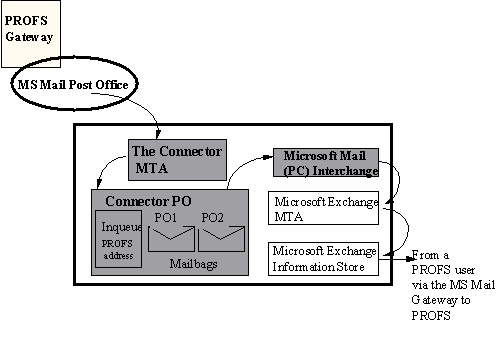 PROFS
Gateway
MS Mail Post Office
The Connector
MTA
Microsoft Mail
(PC) Interchange
Connector PO
Inqueue
PROFS
address
PO1
PO2
Mailbags
Microsoft Exchange
MTA
Microsoft Exchange
Information Store
From a
PROFS user
via the MS Mail
Gateway to
PROFS